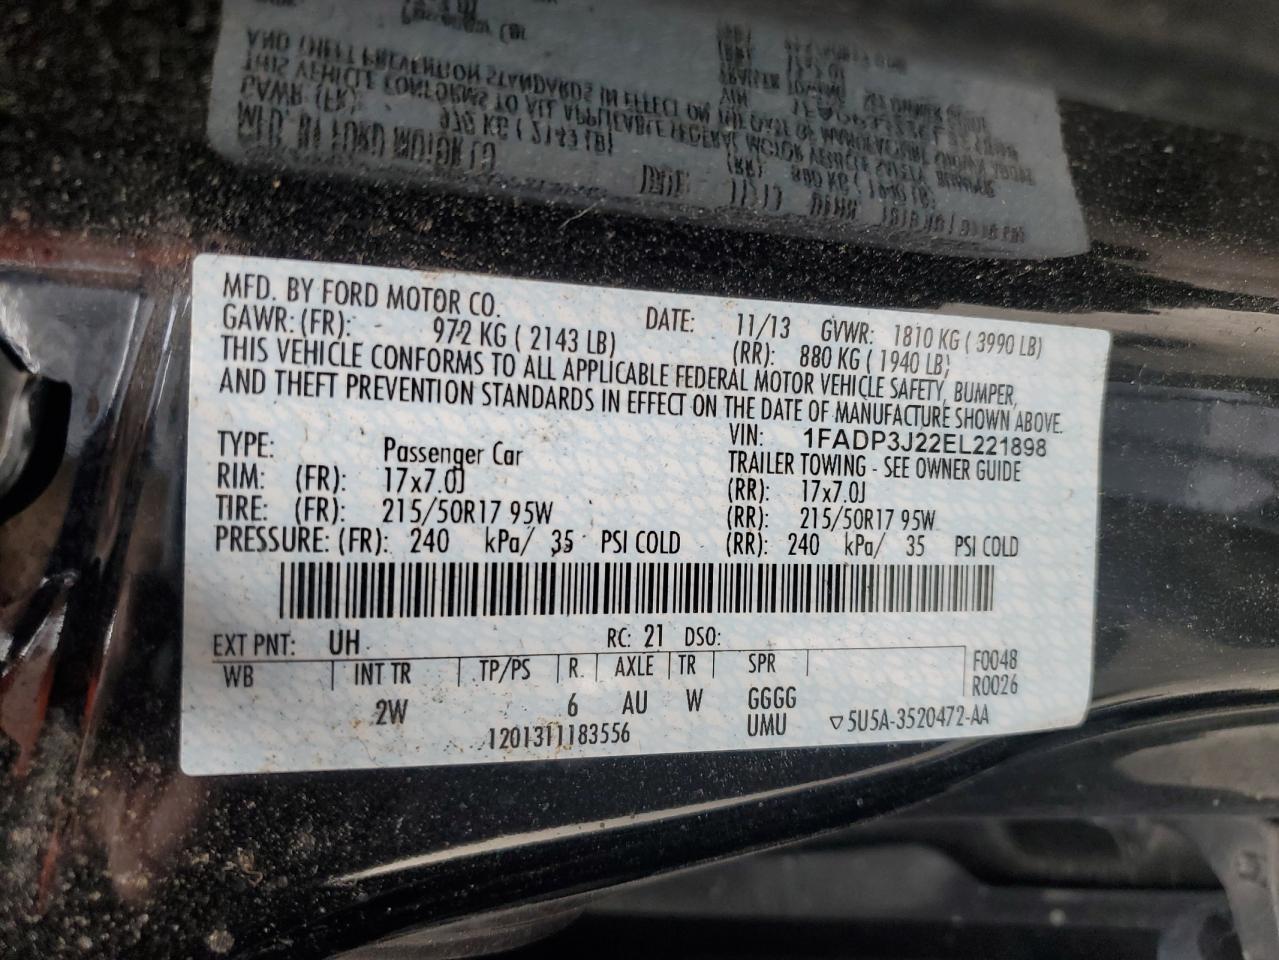 MFD. BY FORD MOTOR CO.
DATE: 11/13 GVWR: 1810 KG ( 3990 LB)
GAWR: (FR): 972 KG ( 2143 LB) (RR): 880 KG ( 1940 LB)
THIS VEHICLE CONFORMS TO ALL APPLICABLE FEDERAL MOTOR VEHICLE SAFETY, BUMPER,
AND THEFT PREVENTION STANDARDS IN EFFECT ON THE DATE OF MANUFACTURE SHOWN ABOVE.
VIN: 1FADP3J22EL221898
TYPE: Passenger Car TRAILER TOWING - SEE OWNER GUIDE
RIM: (FR): 17x7.0J (RR): 17x7.0J
TIRE: (FR): 215/50R17 95W (RR): 215/50R17 95W
PRESSURE: (FR): 240 kPa/ 35 PSI COLD (RR): 240 kPa/ 35 PSI COLD
EXT PNT: UH RC: 21 DSO:
WB INT TR TP/PS R. AXLE TR SPR F0048
R0026
2W 6 AU W GGGG
UMU
1201311183556 ▽5U5A-3520472-AA